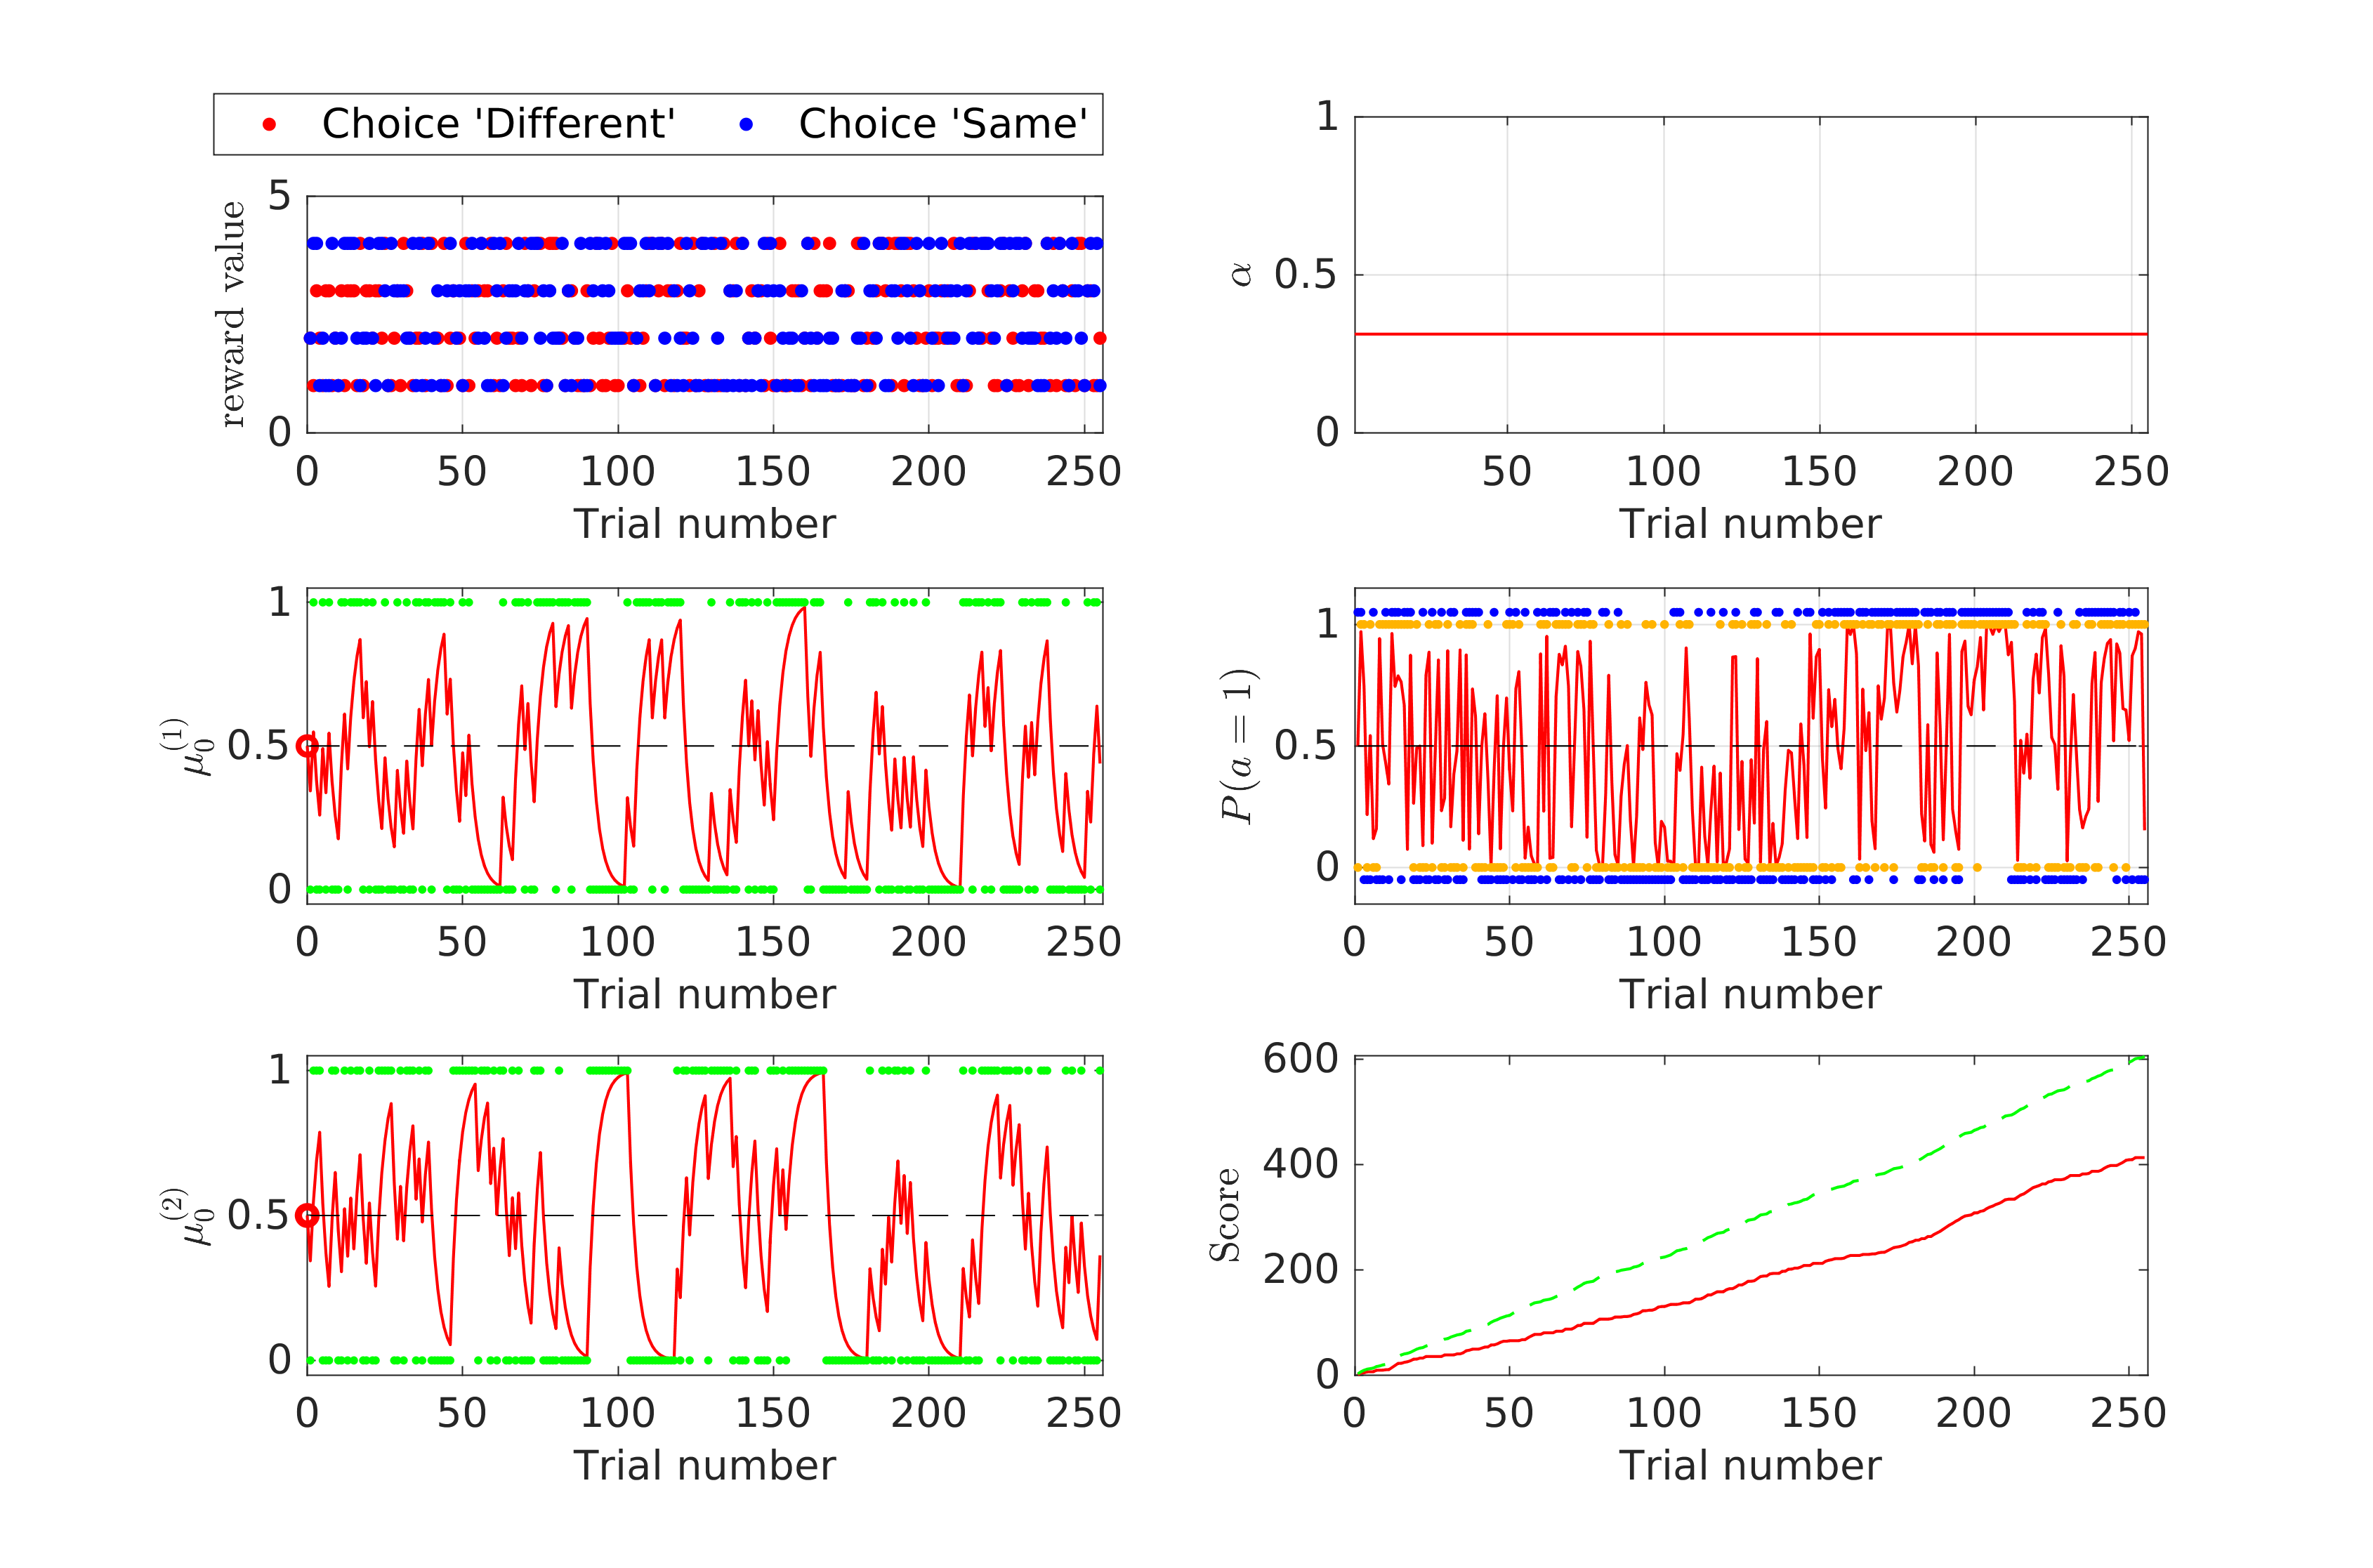 Choice 'Different' Choice 'Same'
reward value
5
0
0 50 100 150 200 250
Trial number
α
1
0.5
0
50 100 150 200 250
Trial number
μ₀⁽¹⁾
1
0.5
0
0 50 100 150 200 250
Trial number
P(a = 1)
1
0.5
0
0 50 100 150 200 250
Trial number
μ₀⁽²⁾
1
0.5
0
0 50 100 150 200 250
Trial number
Score
600
400
200
0
0 50 100 150 200 250
Trial number